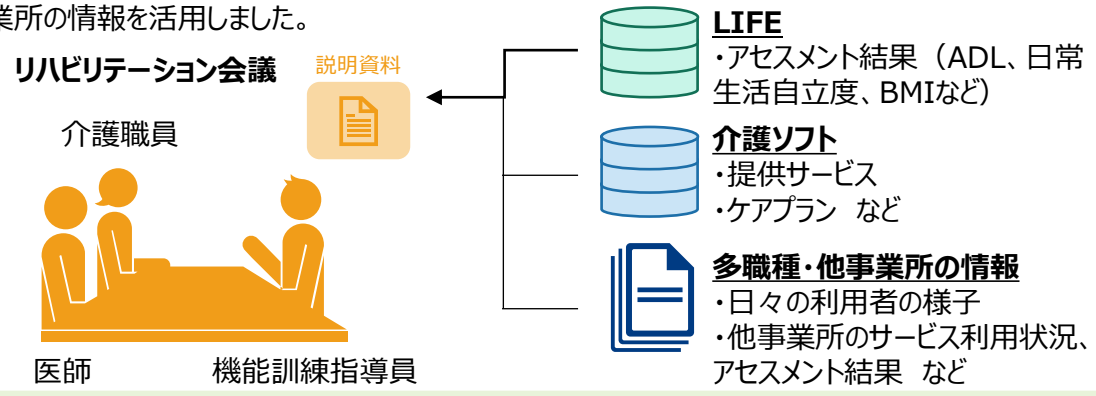 業所の情報を活用しました。
リハビリテーション会議
説明資料
介護職員
医師
機能訓練指導員
LIFE
・アセスメント結果（ADL、日常
生活自立度、BMIなど）
介護ソフト
・提供サービス
・ケアプラン など
多職種・他事業所の情報
・日々の利用者の様子
・他事業所のサービス利用状況、
アセスメント結果 など